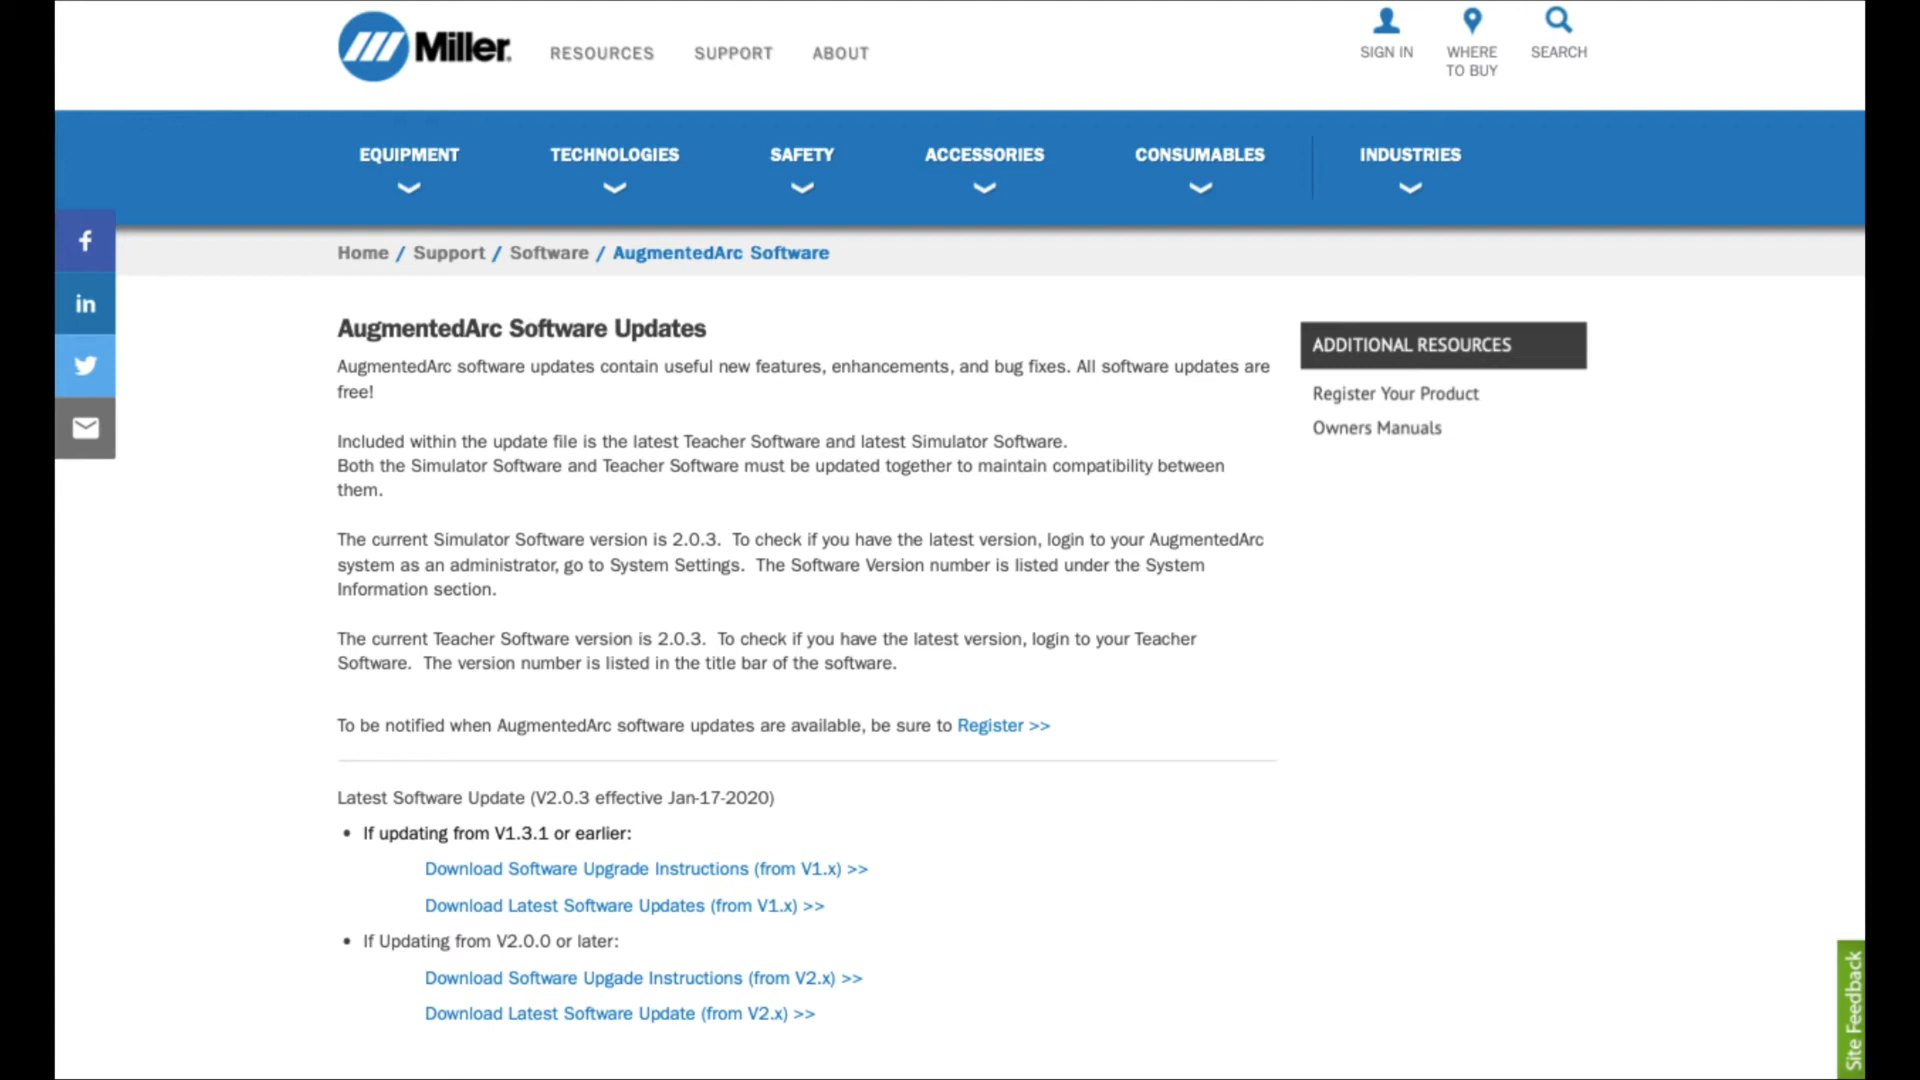 Miller.
RESOURCES SUPPORT ABOUT
SIGN IN
WHERE
TO BUY
SEARCH
EQUIPMENT TECHNOLOGIES SAFETY ACCESSORIES CONSUMABLES INDUSTRIES
f
in
Home / Support / Software / AugmentedArc Software
AugmentedArc Software Updates
AugmentedArc software updates contain useful new features, enhancements, and bug fixes. All software updates are
free!
Included within the update file is the latest Teacher Software and latest Simulator Software.
Both the Simulator Software and Teacher Software must be updated together to maintain compatibility between
them.
The current Simulator Software version is 2.0.3. To check if you have the latest version, login to your AugmentedArc
system as an administrator, go to System Settings. The Software Version number is listed under the System
Information section.
The current Teacher Software version is 2.0.3. To check if you have the latest version, login to your Teacher
Software. The version number is listed in the title bar of the software.
To be notified when AugmentedArc software updates are available, be sure to Register >>
Latest Software Update (V2.0.3 effective Jan-17-2020)
• If updating from V1.3.1 or earlier:
Download Software Upgrade Instructions (from V1.x) >>
Download Latest Software Updates (from V1.x) >>
• If Updating from V2.0.0 or later:
Download Software Upgade Instructions (from V2.x) >>
Download Latest Software Update (from V2.x) >>
ADDITIONAL RESOURCES
Register Your Product
Owners Manuals
Site Feedback